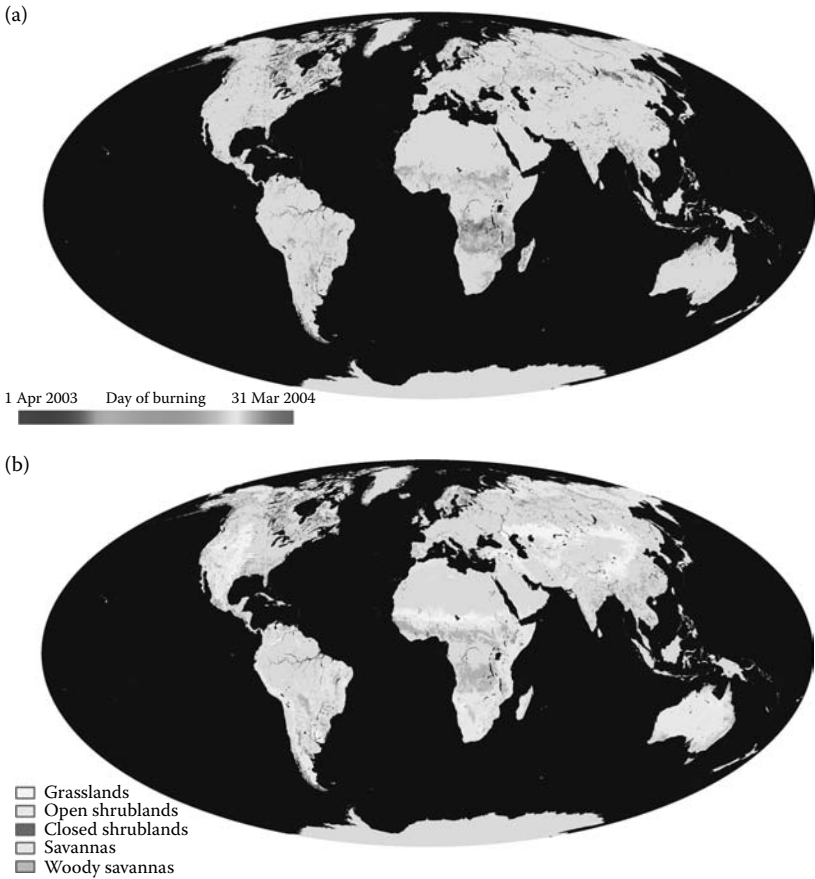 (a)
1 Apr 2003 Day of burning 31 Mar 2004
(b)
Grasslands
Open shrublands
Closed shrublands
Savannas
Woody savannas